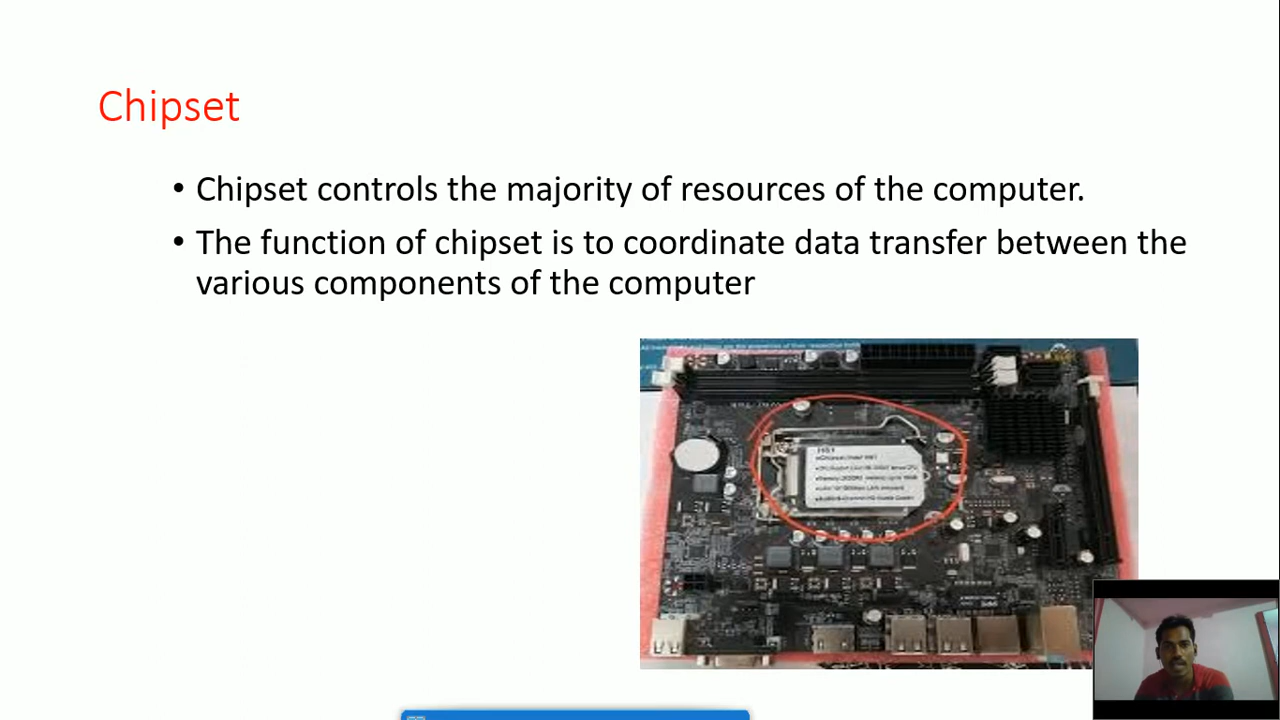 Chipset
• Chipset controls the majority of resources of the computer.
• The function of chipset is to coordinate data transfer between the
various components of the computer
H61